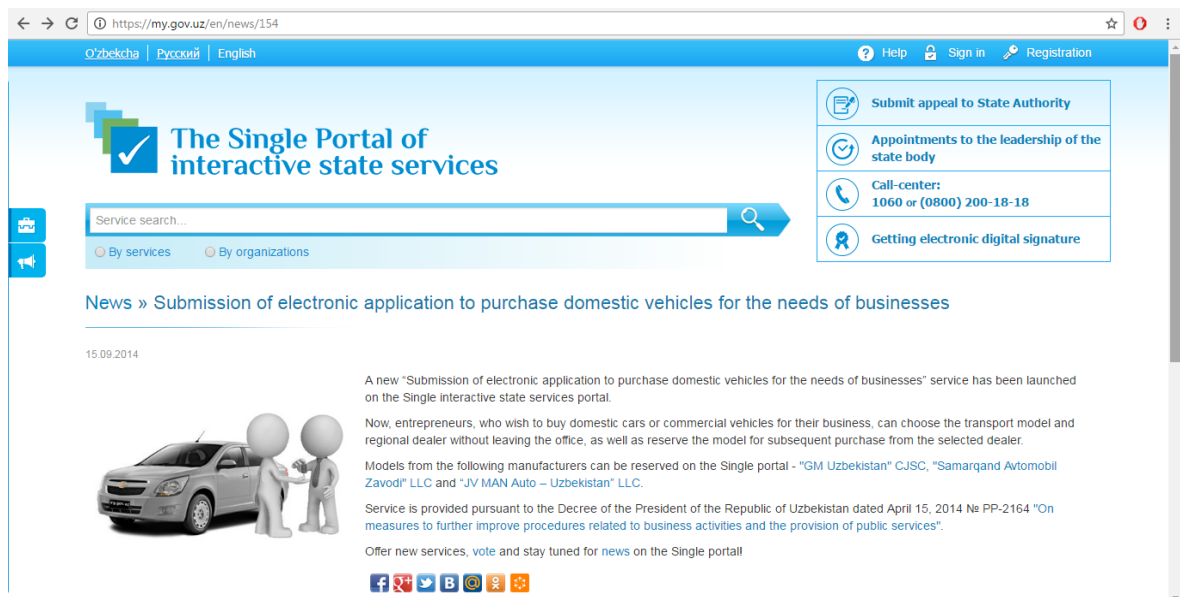 https://my.gov.uz/en/news/154
O'zbekcha | Русский | English
Help Sign in Registration
The Single Portal of
interactive state services
Submit appeal to State Authority
Appointments to the leadership of the
state body
Call-center:
1060 or (0800) 200-18-18
Getting electronic digital signature
Service search...
By services By organizations
News » Submission of electronic application to purchase domestic vehicles for the needs of businesses
15.09.2014
A new “Submission of electronic application to purchase domestic vehicles for the needs of businesses” service has been launched
on the Single interactive state services portal.
Now, entrepreneurs, who wish to buy domestic cars or commercial vehicles for their business, can choose the transport model and
regional dealer without leaving the office, as well as reserve the model for subsequent purchase from the selected dealer.
Models from the following manufacturers can be reserved on the Single portal - "GM Uzbekistan" CJSC, "Samarqand Avtomobil
Zavodi" LLC and “JV MAN Auto – Uzbekistan” LLC.
Service is provided pursuant to the Decree of the President of the Republic of Uzbekistan dated April 15, 2014 № PP-2164 "On
measures to further improve procedures related to business activities and the provision of public services".
Offer new services, vote and stay tuned for news on the Single portal!